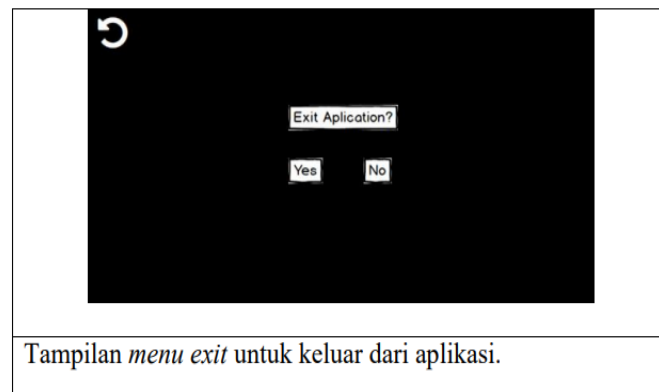 Exit Aplication?
Yes No
Tampilan menu exit untuk keluar dari aplikasi.